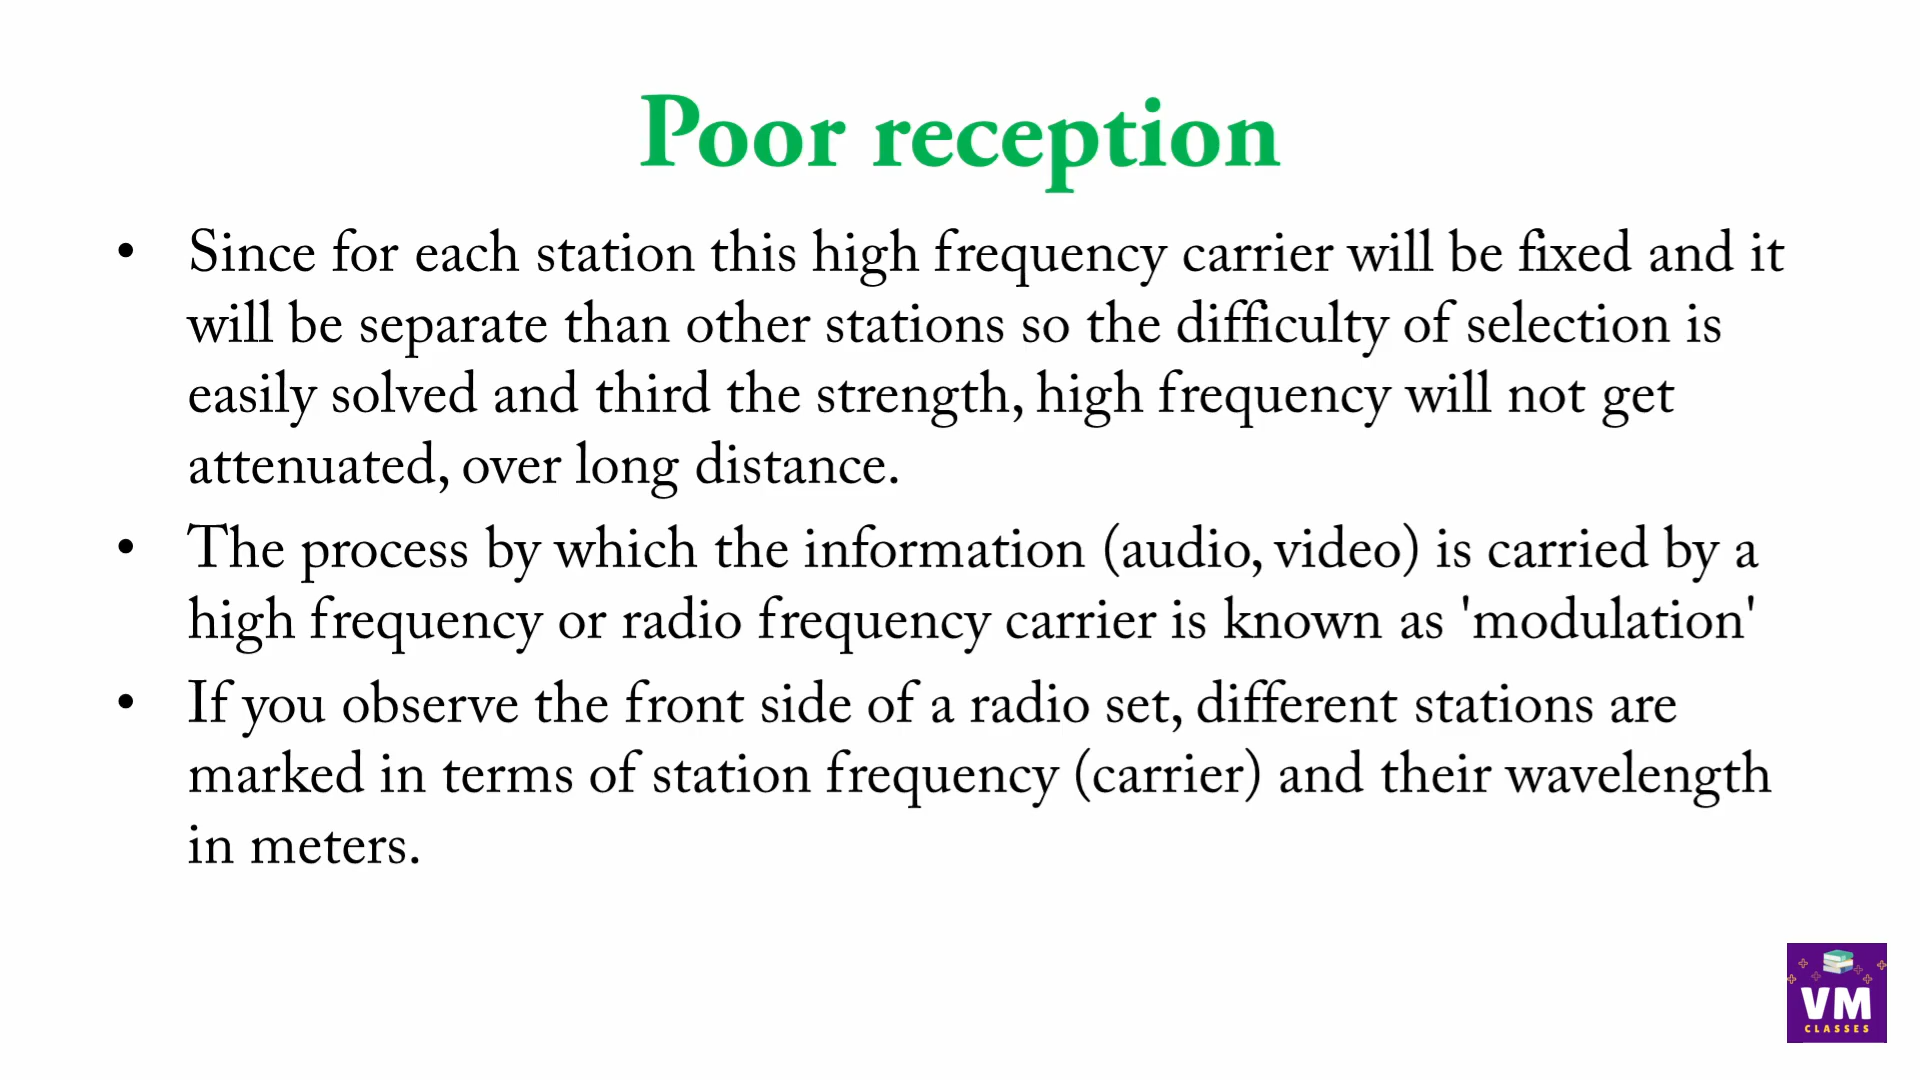 Poor reception
• Since for each station this high frequency carrier will be fixed and it
will be separate than other stations so the difficulty of selection is
easily solved and third the strength, high frequency will not get
attenuated, over long distance.
• The process by which the information (audio, video) is carried by a
high frequency or radio frequency carrier is known as 'modulation'
• If you observe the front side of a radio set, different stations are
marked in terms of station frequency (carrier) and their wavelength
in meters.
VM
CLASSES